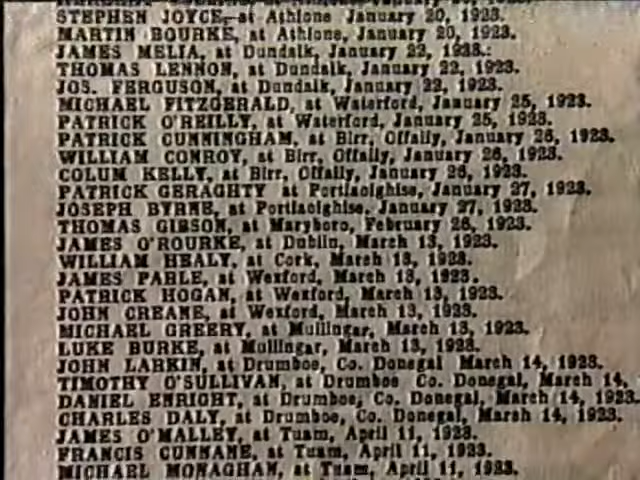 STEPHEN JOYCE, at Athlone January 20, 1923.
MARTIN BOURKE, at Athlone, January 20, 1923.
JAMES MELIA, at Dundalk, January 22, 1923.
THOMAS LENNON, at Dundalk, January 22, 1923.
JOS. FERGUSON, at Dundalk, January 22, 1923.
MICHAEL FITZGERALD, at Waterford, January 25, 1923.
PATRICK O'REILLY, at Waterford, January 25, 1923.
PATRICK CUNNINGHAM, at Birr, Offally, January 26, 1923.
WILLIAM CONROY, at Birr, Offally, January 26, 1923.
COLUM KELLY, at Birr, Offally, January 26, 1923.
PATRICK GERAGHTY at Portlaoighise, January 27, 1923.
JOSEPH BYRNE, at Portlaoighise, January 27, 1923.
THOMAS GIBSON, at Maryboro, February 26, 1923.
JAMES O'ROURKE, at Dublin, March 13, 1923.
WILLIAM HEALY, at Cork, March 13, 1923.
JAMES PARLE, at Wexford, March 13, 1923.
PATRICK HOGAN, at Wexford, March 13, 1923.
JOHN CREANE, at Wexford, March 13, 1923.
MICHAEL GREERY, at Mullingar, March 13, 1923.
LUKE BURKE, at Mullingar, March 13, 1923.
JOHN LARKIN, at Drumboe, Co. Donegal March 14, 1923.
TIMOTHY O'SULLIVAN, at Drumboe Co. Donegal, March 14,
DANIEL ENRIGHT, at Drumboe, Co. Donegal, March 14, 1923.
CHARLES DALY, at Drumboe, Co. Donegal, March 14, 1923.
JAMES O'MALLEY, at Tuam, April 11, 1923.
FRANCIS CUNNANE, at Tuam, April 11, 1923.
MICHAEL MONAGHAN, at Tuam, April 11, 1923.